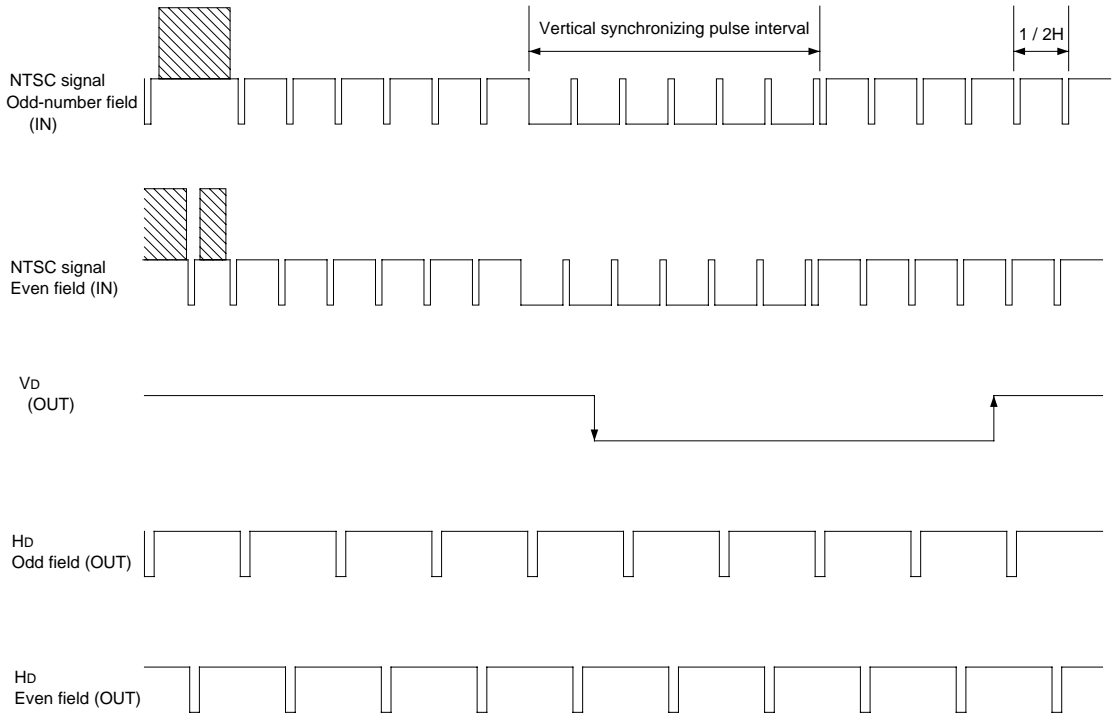 Vertical synchronizing pulse interval
1 / 2H
NTSC signal
Odd-number field
(IN)
NTSC signal
Even field (IN)
VD
(OUT)
HD
Odd field (OUT)
HD
Even field (OUT)